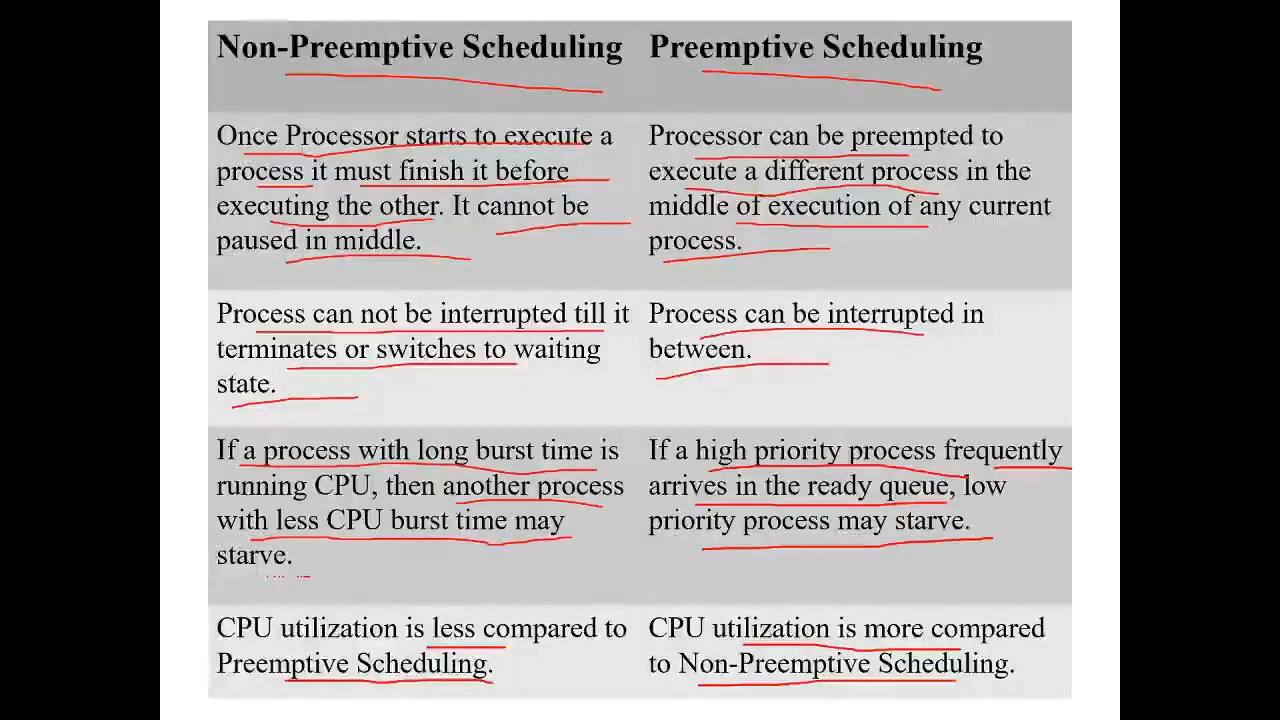 Non-Preemptive Scheduling
Preemptive Scheduling
Once Processor starts to execute a
process it must finish it before
executing the other. It cannot be
paused in middle.
Processor can be preempted to
execute a different process in the
middle of execution of any current
process.
Process can not be interrupted till it
terminates or switches to waiting
state.
Process can be interrupted in
between.
If a process with long burst time is
running CPU, then another process
with less CPU burst time may
starve.
If a high priority process frequently
arrives in the ready queue, low
priority process may starve.
CPU utilization is less compared to
Preemptive Scheduling.
CPU utilization is more compared
to Non-Preemptive Scheduling.